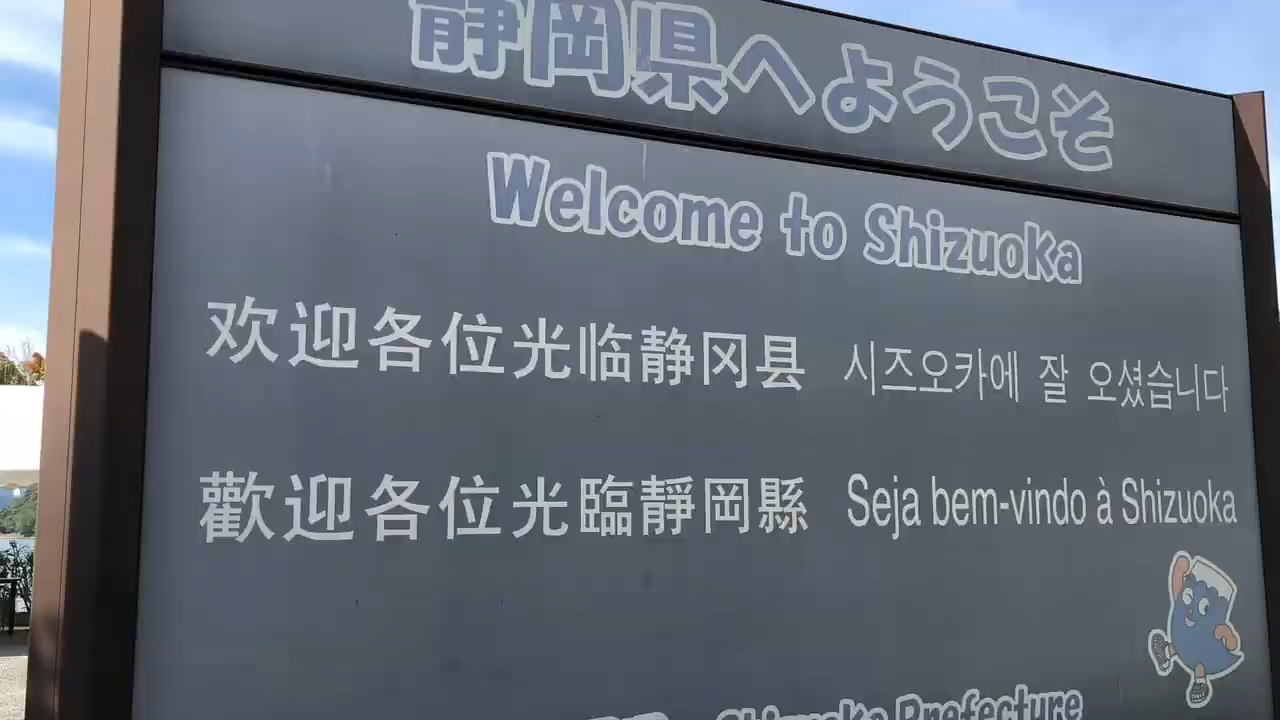 静岡県へようこそ
Welcome to Shizuoka
欢迎各位光临静冈县 시즈오카에 잘 오셨습니다
歡迎各位光臨靜岡縣 Seja bem-vindo à Shizuoka
Shizuoka Prefecture